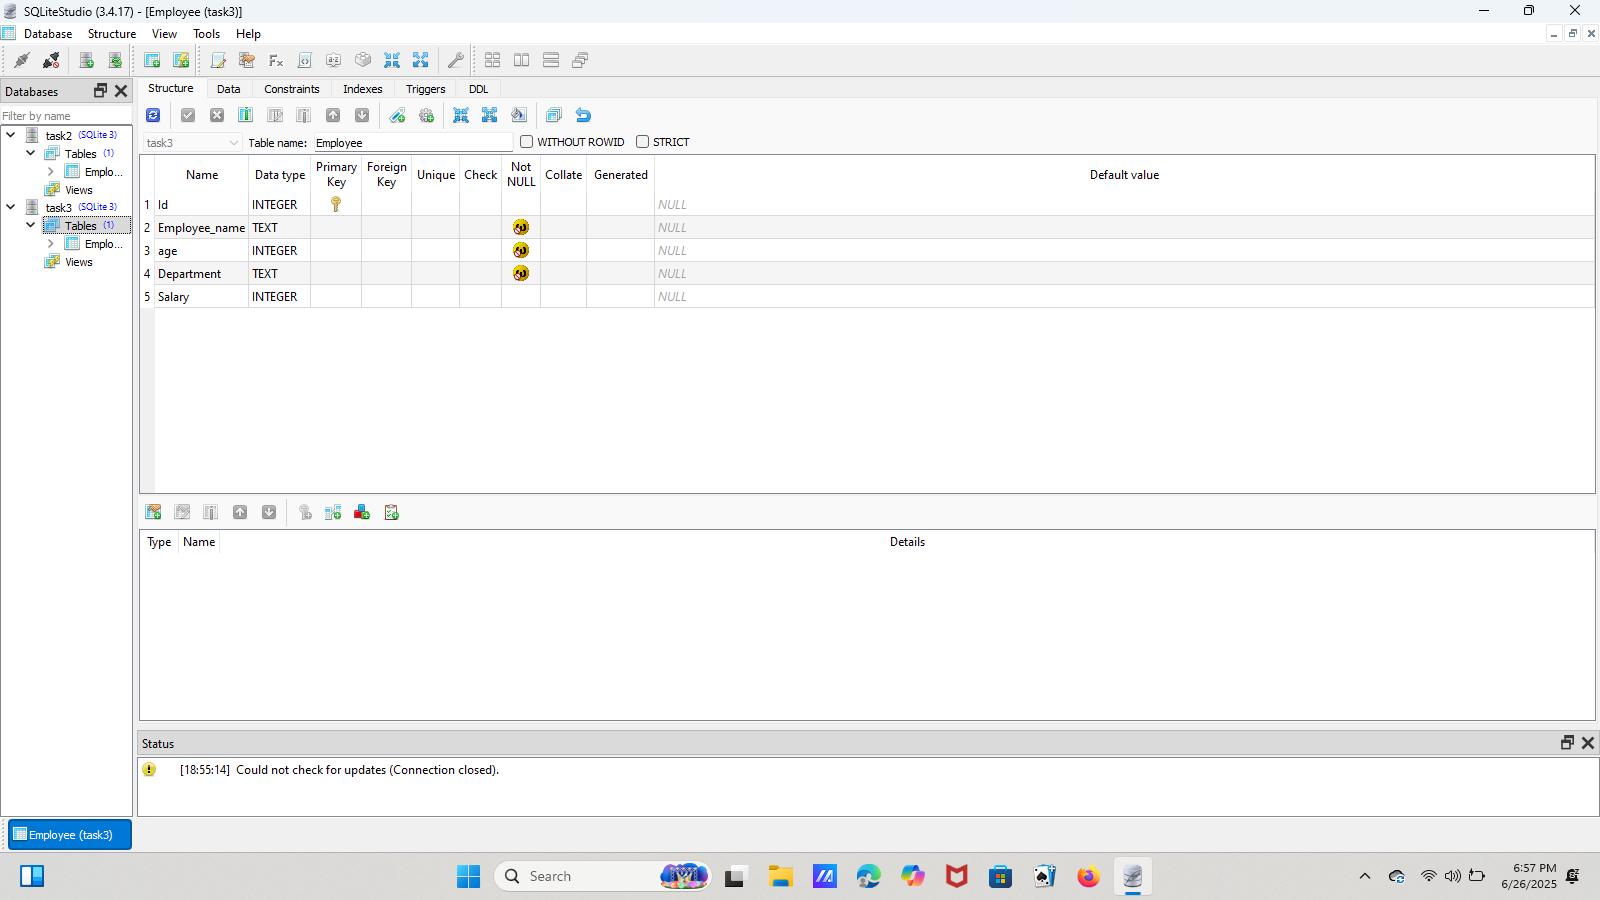 SQLiteStudio (3.4.17) - [Employee (task3)]
Database Structure View Tools Help
Databases
Filter by name
task2 (SQLite 3)
Tables (1)
Emplo...
Views
task3 (SQLite 3)
Tables (1)
Emplo...
Views
Structure Data Constraints Indexes Triggers DDL
task3 Table name: Employee WITHOUT ROWID STRICT
Name Data type Primary Key Foreign Key Unique Check Not NULL Collate Generated Default value
1 Id INTEGER NULL
2 Employee_name TEXT NULL
3 age INTEGER NULL
4 Department TEXT NULL
5 Salary INTEGER NULL
Type Name Details
Status
[18:55:14] Could not check for updates (Connection closed).
Employee (task3)
Search
6:57 PM
6/26/2025